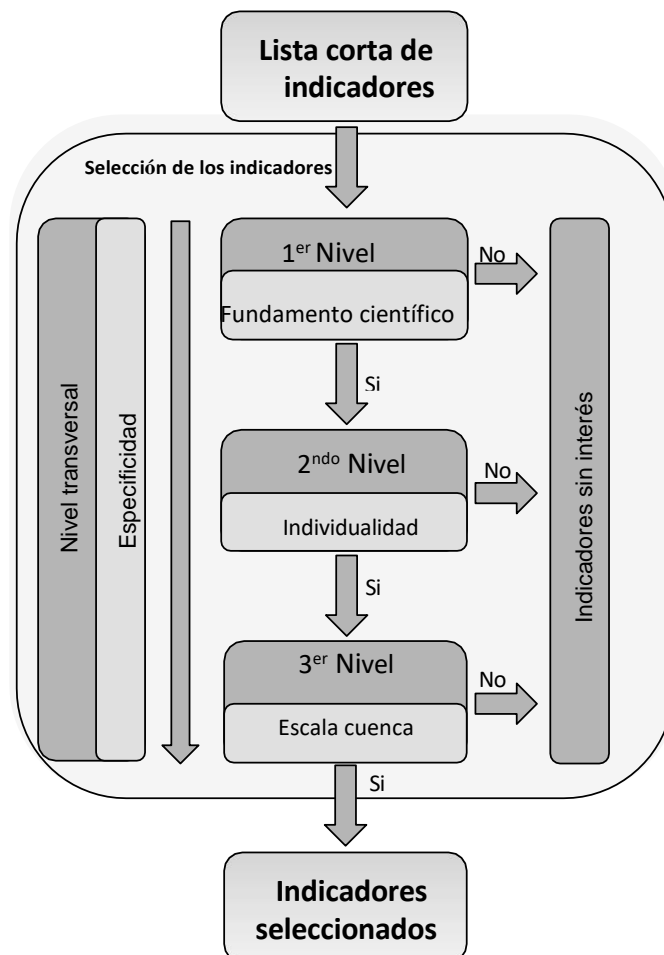 Lista corta de
indicadores
Selección de los indicadores
1er Nivel
No
Fundamento científico
Si
2ndo Nivel
No
Individualidad
Si
3er Nivel
No
Escala cuenca
Si
Nivel transversal
Especificidad
Indicadores sin interés
Indicadores
seleccionados